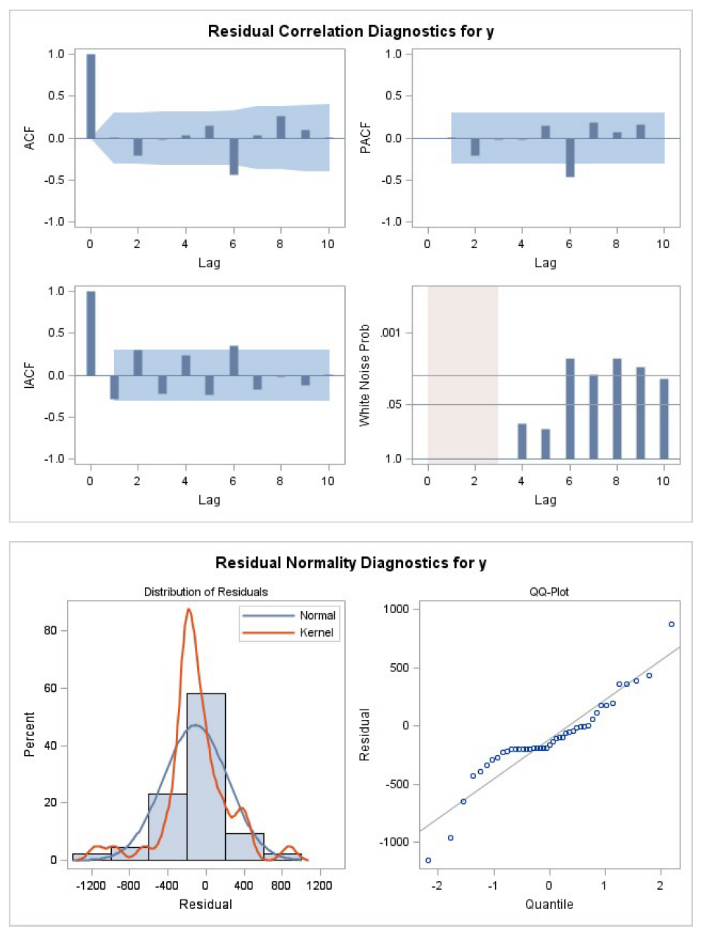 Residual Correlation Diagnostics for y
ACF
1.0
0.5
0.0
-0.5
-1.0
0 2 4 6 8 10
Lag
PACF
1.0
0.5
0.0
-0.5
-1.0
0 2 4 6 8 10
Lag
IACF
1.0
0.5
0.0
-0.5
-1.0
0 2 4 6 8 10
Lag
White Noise Prob
.001
.05
1.0
0 2 4 6 8 10
Lag
Residual Normality Diagnostics for y
Distribution of Residuals
Normal
Kernel
Percent
80
60
40
20
0
-1200 -800 -400 0 400 800 1200
Residual
QQ-Plot
Residual
1000
500
0
-500
-1000
-2 -1 0 1 2
Quantile